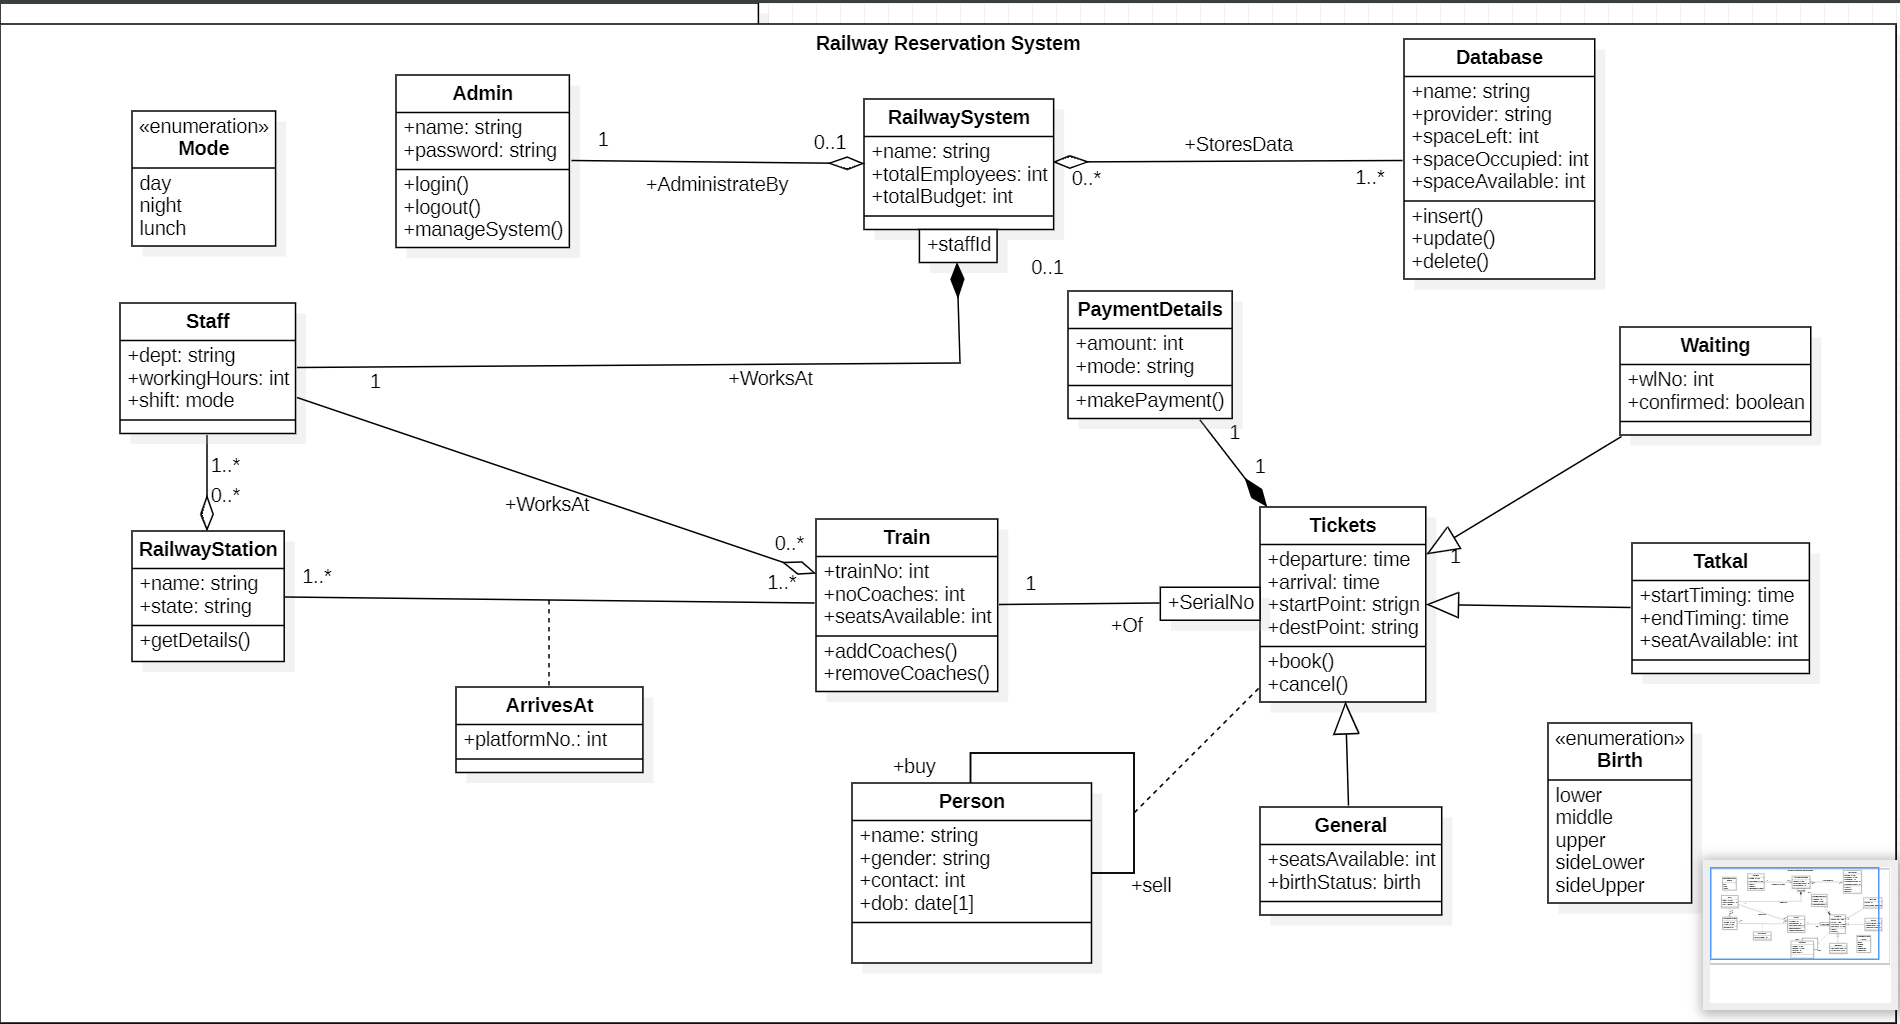 Railway Reservation System
«enumeration»
Mode
day
night
lunch
Admin
+name: string
+password: string
+login()
+logout()
+manageSystem()
1
0..1
+AdministrateBy
RailwaySystem
+name: string
+totalEmployees: int
+totalBudget: int
+staffId
0..1
+StoresData
0..*
1..*
Database
+name: string
+provider: string
+spaceLeft: int
+spaceOccupied: int
+spaceAvailable: int
+insert()
+update()
+delete()
Staff
+dept: string
+workingHours: int
+shift: mode
1
+WorksAt
PaymentDetails
+amount: int
+mode: string
+makePayment()
1
1
Waiting
+wlNo: int
+confirmed: boolean
1..*
0..*
+WorksAt
0..*
1..*
RailwayStation
+name: string
+state: string
+getDetails()
1..*
Train
+trainNo: int
+noCoaches: int
+seatsAvailable: int
+addCoaches()
+removeCoaches()
1
+Of
+SerialNo
Tickets
+departure: time
+arrival: time
+startPoint: strign
+destPoint: string
+book()
+cancel()
1
Tatkal
+startTiming: time
+endTiming: time
+seatAvailable: int
ArrivesAt
+platformNo.: int
+buy
Person
+name: string
+gender: string
+contact: int
+dob: date[1]
+sell
General
+seatsAvailable: int
+birthStatus: birth
«enumeration»
Birth
lower
middle
upper
sideLower
sideUpper